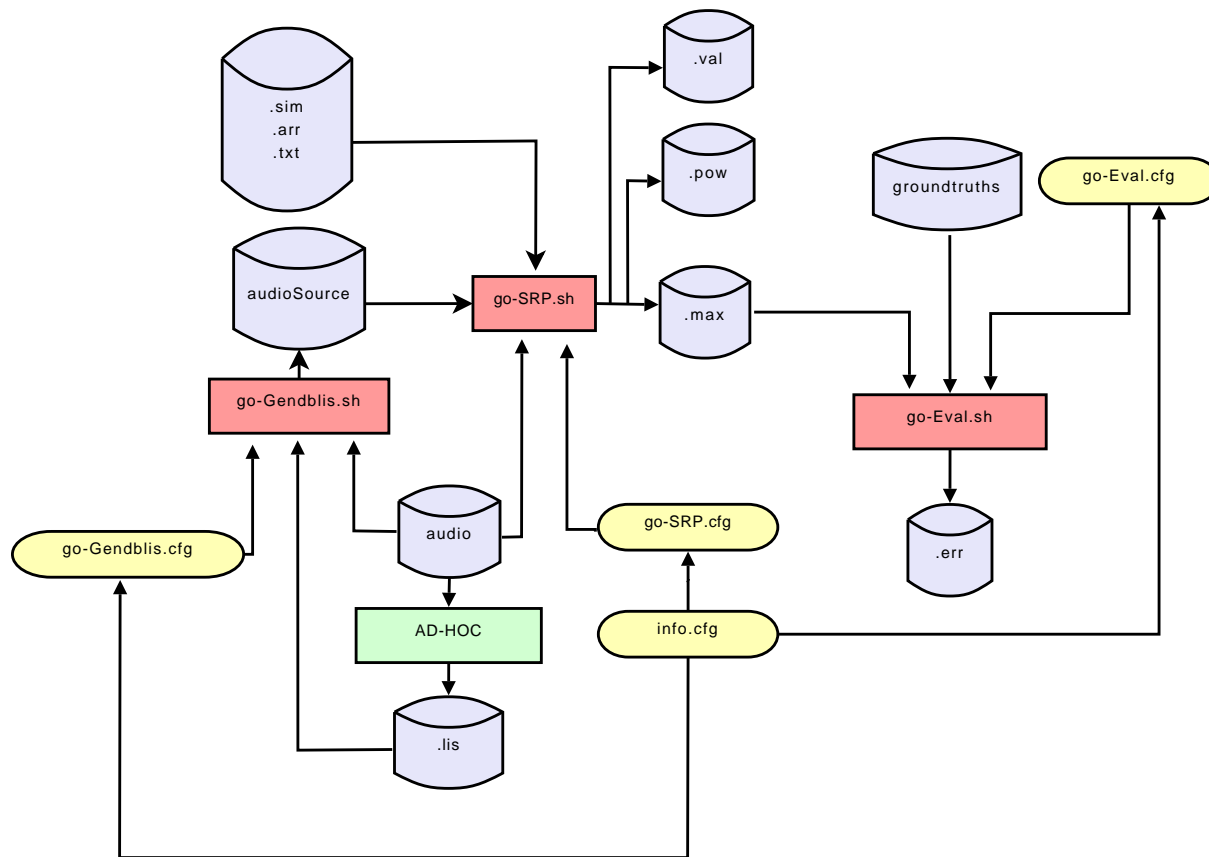 .val
.sim
.arr
.txt
.pow
groundtruths
go-Eval.cfg
audioSource
go-SRP.sh
.max
go-Gendblis.sh
go-Eval.sh
go-Gendblis.cfg
audio
go-SRP.cfg
.err
AD-HOC
info.cfg
.lis